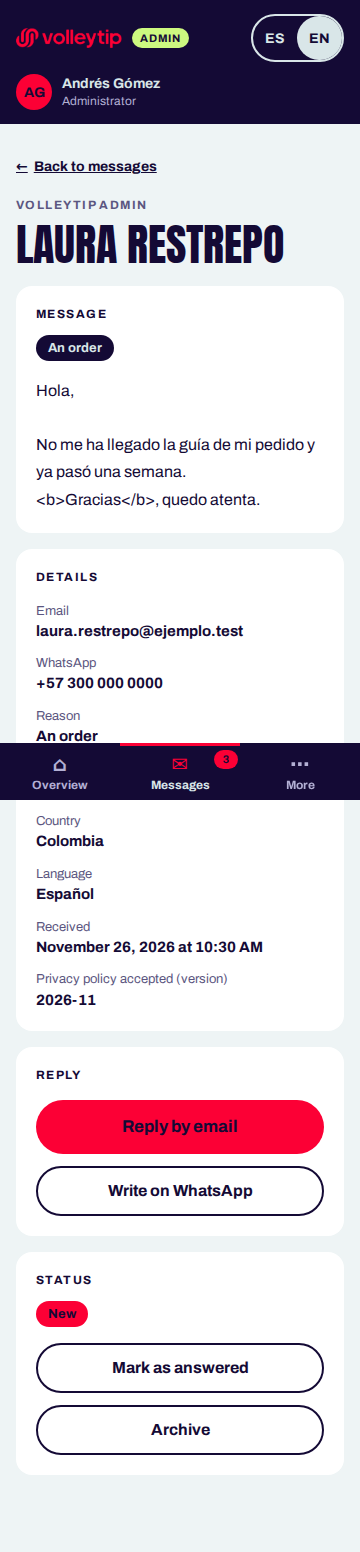 volleytip ADMIN ES EN
AG Andrés Gómez
Administrator
← Back to messages
VOLLEYTIP ADMIN
LAURA RESTREPO
MESSAGE
An order
Hola,
No me ha llegado la guía de mi pedido y
ya pasó una semana.
<b>Gracias</b>, quedo atenta.
DETAILS
Email
laura.restrepo@ejemplo.test
WhatsApp
+57 300 000 0000
Reason
An order
3
Overview Messages More
Country
Colombia
Language
Español
Received
November 26, 2026 at 10:30 AM
Privacy policy accepted (version)
2026-11
REPLY
Reply by email
Write on WhatsApp
STATUS
New
Mark as answered
Archive